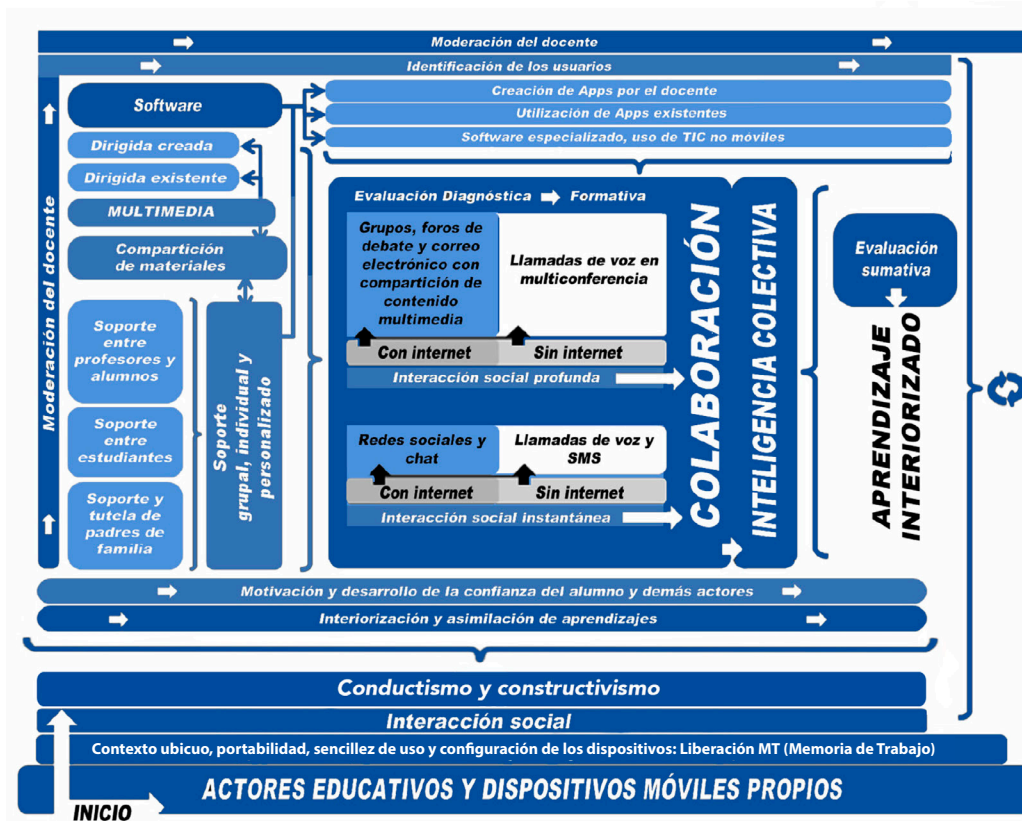 Moderación del docente
Identificación de los usuarios
Software
Creación de Apps por el docente
Utilización de Apps existentes
Software especializado, uso de TIC no móviles
Dirigida creada
Dirigida existente
MULTIMEDIA
Compartición
de materiales
Moderación del docente
Soporte
entre
profesores y
alumnos
Soporte
entre
estudiantes
Soporte y
tutela de
padres de
familia
Soporte
grupal, individual y
personalizado
Evaluación Diagnóstica
Formativa
Grupos, foros de
debate y correo
electrónico con
compartición de
contenido
multimedia
Llamadas de voz en
multiconferencia
Con internet
Sin internet
Interacción social profunda
Redes sociales y
chat
Llamadas de voz y
SMS
Con internet
Sin internet
Interacción social instantánea
COLABORACIÓN
INTELIGENCIA COLECTIVA
Evaluación
sumativa
APRENDIZAJE
INTERIORIZADO
Motivación y desarrollo de la confianza del alumno y demás actores
Interiorización y asimilación de aprendizajes
Conductismo y constructivismo
Interacción social
Contexto ubicuo, portabilidad, sencillez de uso y configuración de los dispositivos: Liberación MT (Memoria de Trabajo)
ACTORES EDUCATIVOS Y DISPOSITIVOS MÓVILES PROPIOS
INICIO